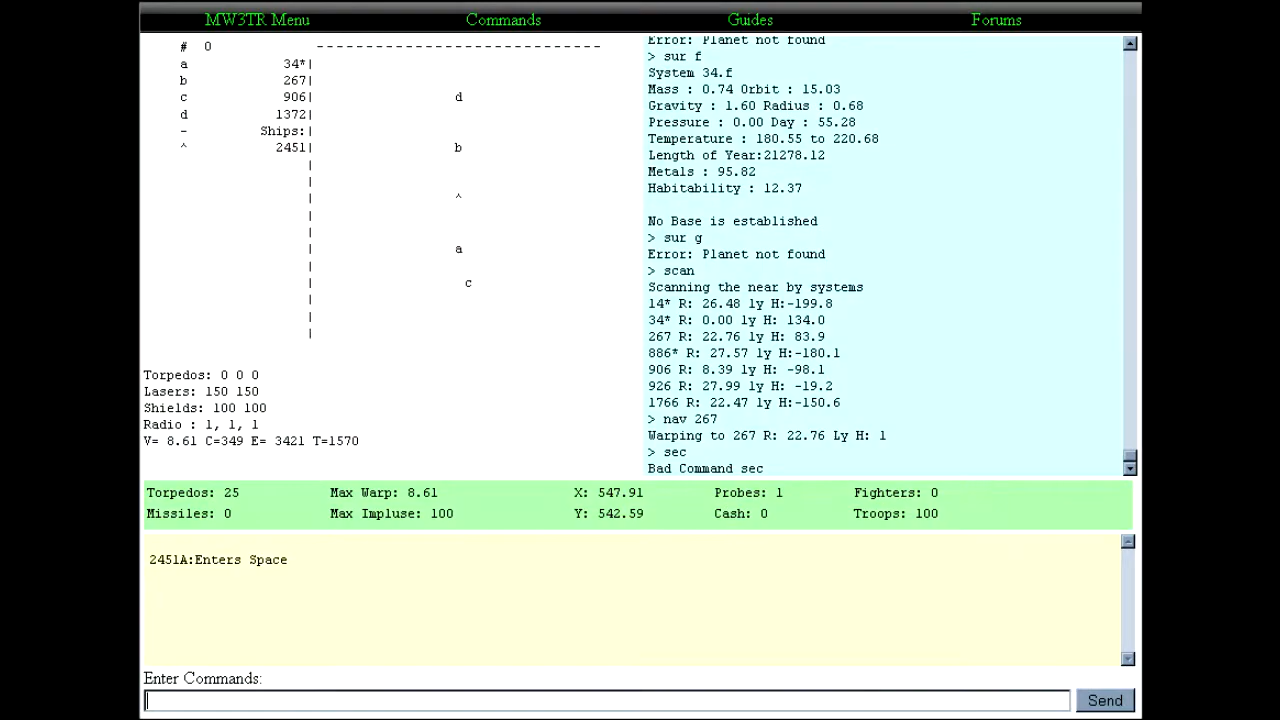 MW3TR Menu Commands Guides Forums
# 0 -----------------------------
a 34*|
b 267|
c 906| d
d 1372|
- Ships:|
^ 2451| b
|
|
| ^
|
|
| a
|
| c
|
|
|
Torpedos: 0 0 0
Lasers: 150 150
Shields: 100 100
Radio : 1, 1, 1
V= 8.61 C=349 E= 3421 T=1570
Error: Planet not found
> sur f
System 34.f
Mass : 0.74 Orbit : 15.03
Gravity : 1.60 Radius : 0.68
Pressure : 0.00 Day : 55.28
Temperature : 180.55 to 220.68
Length of Year:21278.12
Metals : 95.82
Habitability : 12.37
No Base is established
> sur g
Error: Planet not found
> scan
Scanning the near by systems
14* R: 26.48 ly H:-199.8
34* R: 0.00 ly H: 134.0
267 R: 22.76 ly H: 83.9
886* R: 27.57 ly H:-180.1
906 R: 8.39 ly H: -98.1
926 R: 27.99 ly H: -19.2
1766 R: 22.47 ly H:-150.6
> nav 267
Warping to 267 R: 22.76 Ly H: 1
> sec
Bad Command sec
Torpedos: 25 Max Warp: 8.61 X: 547.91 Probes: 1 Fighters: 0
Missiles: 0 Max Impluse: 100 Y: 542.59 Cash: 0 Troops: 100
2451A:Enters Space
Enter Commands:
Send